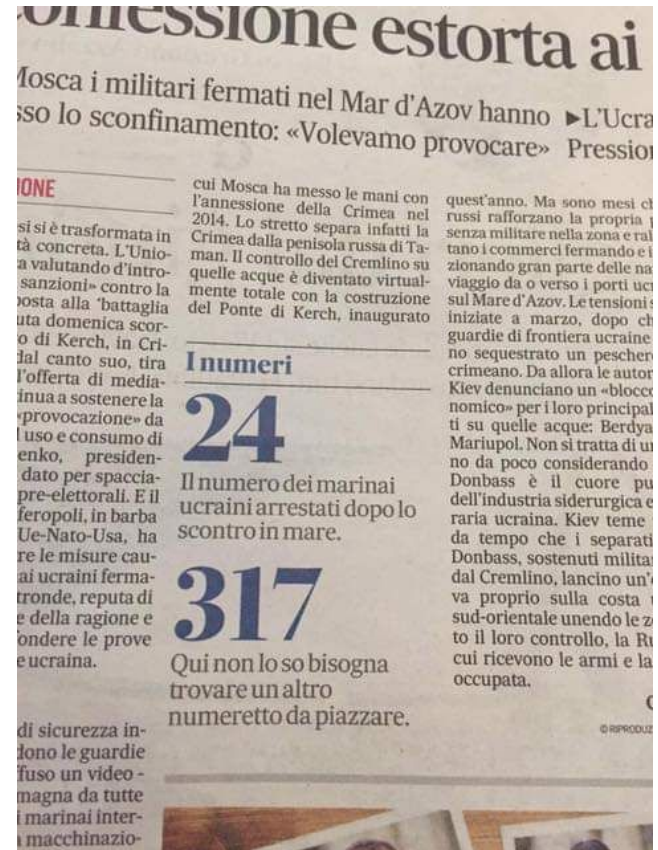 confessione estorta ai
Mosca i militari fermati nel Mar d'Azov hanno ►L'Ucra
sso lo sconfinamento: «Volevamo provocare» Pression
IONE
si si è trasformata in
tà concreta. L'Unio-
a valutando d'intro-
sanzioni» contro la
posta alla 'battaglia
uta domenica scor-
o di Kerch, in Cri-
dal canto suo, tira
l'offerta di media-
inua a sostenere la
«provocazione» da
l uso e consumo di
enko, presiden-
dato per spaccia-
pre-elettorali. E il
feropoli, in barba
Ue-Nato-Usa, ha
re le misure cau-
ai ucraini ferma-
tronde, reputa di
e della ragione e
fondere le prove
e ucraina.
di sicurezza in-
dono le guardie
ffuso un video -
magna da tutte
i marinai inter-
macchinazio-
cui Mosca ha messo le mani con
l'annessione della Crimea nel
2014. Lo stretto separa infatti la
Crimea dalla penisola russa di Ta-
man. Il controllo del Cremlino su
quelle acque è diventato virtual-
mente totale con la costruzione
del Ponte di Kerch, inaugurato
I numeri
24
Il numero dei marinai
ucraini arrestati dopo lo
scontro in mare.
317
Qui non lo so bisogna
trovare un altro
numeretto da piazzare.
quest'anno. Ma sono mesi ch
russi rafforzano la propria p
senza militare nella zona e ral
tano i commerci fermando e i
zionando gran parte delle na
viaggio da o verso i porti ucr
sul Mare d'Azov. Le tensioni s
iniziate a marzo, dopo ch
guardie di frontiera ucraine
no sequestrato un pescher
crimeano. Da allora le autor
Kiev denunciano un «blocco
nomico» per i loro principal
ti su quelle acque: Berdya
Mariupol. Non si tratta di un
no da poco considerando
Donbass è il cuore pu
dell'industria siderurgica e
raria ucraina. Kiev teme
da tempo che i separati
Donbass, sostenuti milita
dal Cremlino, lancino un'o
va proprio sulla costa
sud-orientale unendo le z
to il loro controllo, la Ru
cui ricevono le armi e la
occupata.
© RIPRODUZ